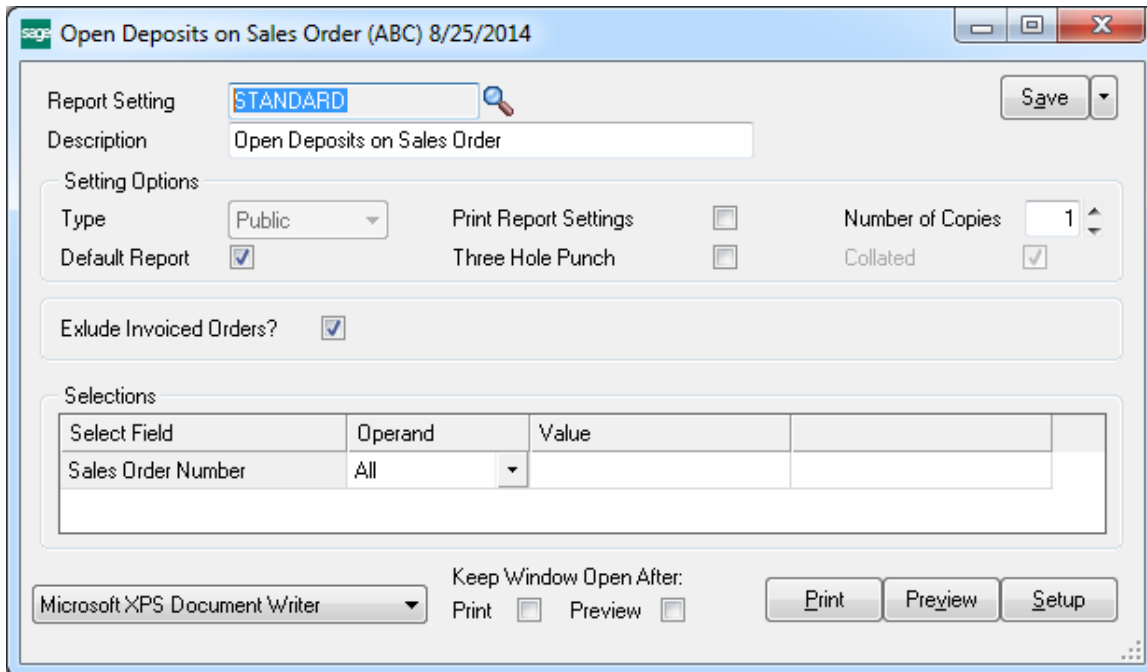 sage Open Deposits on Sales Order (ABC) 8/25/2014
Report Setting STANDARD Save
Description Open Deposits on Sales Order
Setting Options
Type Public Print Report Settings Number of Copies 1
Default Report Three Hole Punch Collated
Exlude Invoiced Orders?
Selections
Select Field Operand Value
Sales Order Number All
Keep Window Open After:
Microsoft XPS Document Writer Print Preview Print Preview Setup